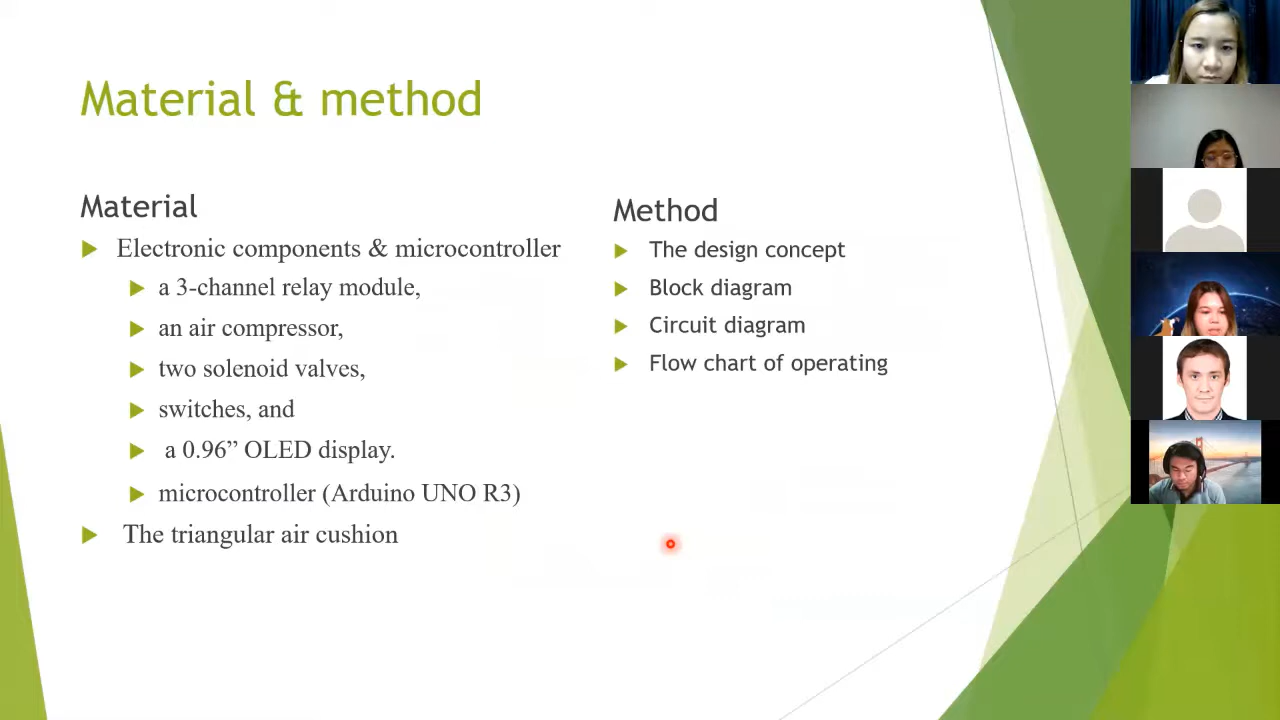 Material & method
Material
Electronic components & microcontroller
a 3-channel relay module,
an air compressor,
two solenoid valves,
switches, and
a 0.96” OLED display.
microcontroller (Arduino UNO R3)
The triangular air cushion
Method
The design concept
Block diagram
Circuit diagram
Flow chart of operating